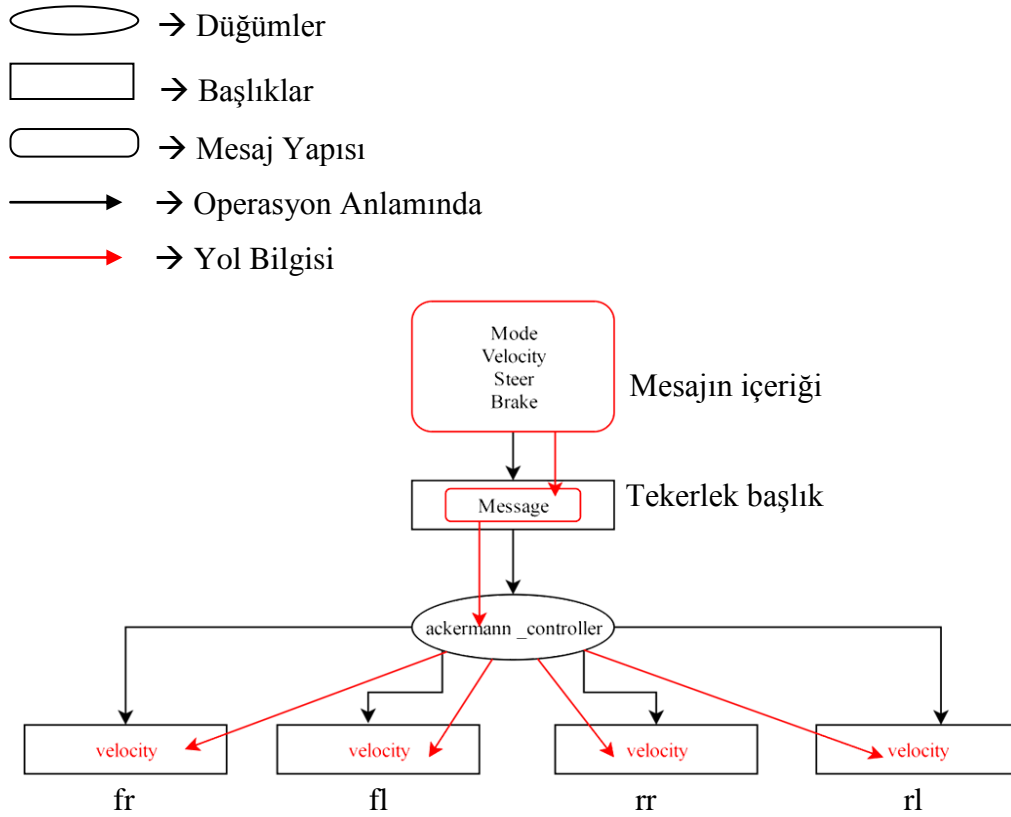 → Düğümler
→ Başlıklar
→ Mesaj Yapısı
→ Operasyon Anlamında
→ Yol Bilgisi
Mode
Velocity
Steer
Brake
Mesajın içeriği
Message
Tekerlek başlık
ackermann _controller
velocity velocity velocity velocity
fr fl rr rl